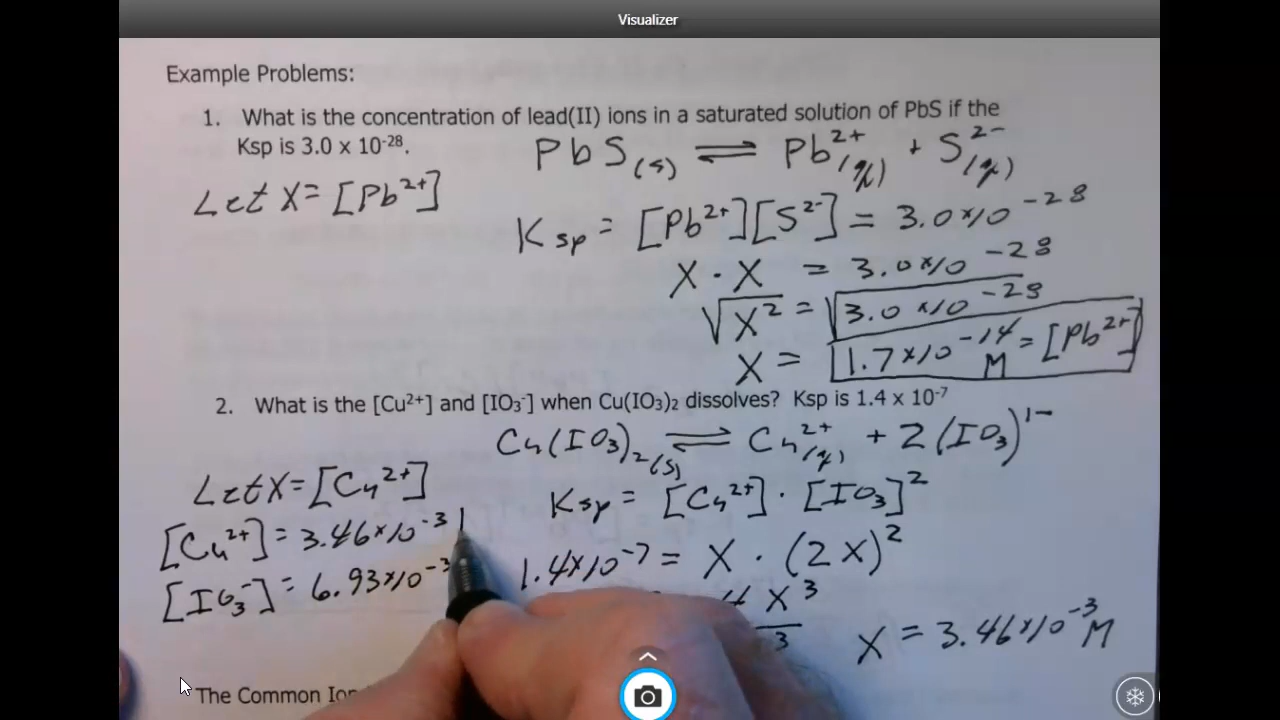 Visualizer
Example Problems:
1. What is the concentration of lead(II) ions in a saturated solution of PbS if the
Ksp is 3.0 x 10⁻²⁸.
PbS(s) ⇌ Pb²⁺(q) + S²⁻(q)
Let X = [Pb²⁺]
Ksp = [Pb²⁺][S²⁻] = 3.0×10⁻²⁸
X · X = 3.0×10⁻²⁸
√X² = √3.0×10⁻²⁸
X = 1.7×10⁻¹⁴ M = [Pb²⁺]
2. What is the [Cu²⁺] and [IO₃⁻] when Cu(IO₃)₂ dissolves? Ksp is 1.4 x 10⁻⁷
Cu(IO₃)₂(s) ⇌ Cu²⁺(q) + 2(IO₃)¹⁻
Let X = [Cu²⁺]
Ksp = [Cu²⁺] · [IO₃]²
[Cu²⁺] = 3.46×10⁻³
1.4×10⁻⁷ = X · (2X)²
[IO₃⁻] = 6.93×10⁻³
4X³
3
X = 3.46×10⁻³ M
The Common